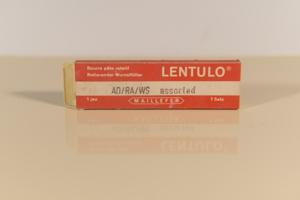 Bourre pâte rotatif
Rotierender Wurzelfüller
LENTULO®
AD/RA/WS assorted
1 jeu
MAILLEFER
1 Satz